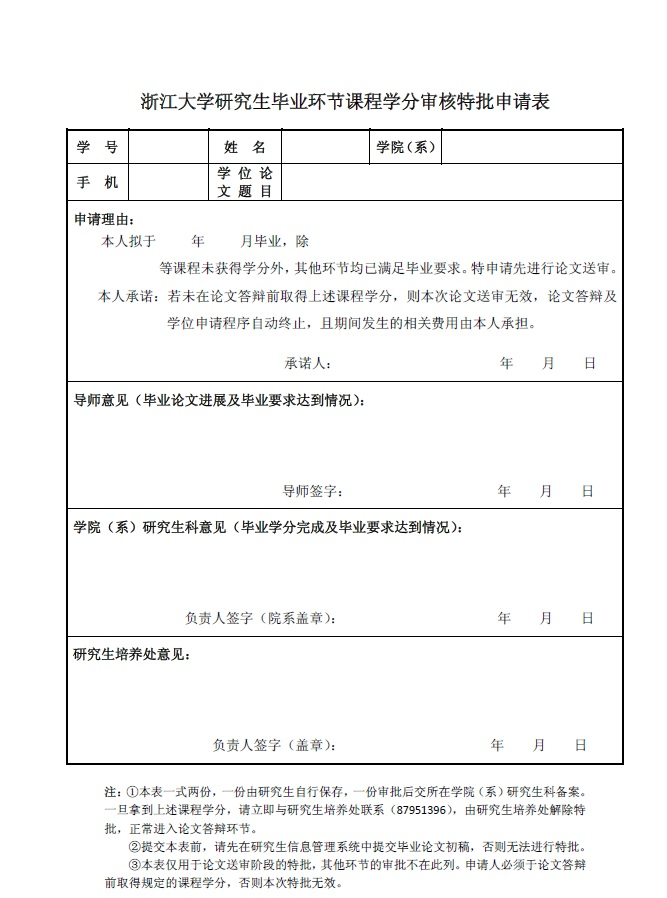 浙江大学研究生毕业环节课程学分审核特批申请表
学 号 姓 名 学院（系）
手 机 学 位 论
文 题 目
申请理由：
本人拟于 年 月毕业，除
等课程未获得学分外，其他环节均已满足毕业要求。特申请先进行论文送审。
本人承诺：若未在论文答辩前取得上述课程学分，则本次论文送审无效，论文答辩及
学位申请程序自动终止，且期间发生的相关费用由本人承担。
承诺人： 年 月 日
导师意见（毕业论文进展及毕业要求达到情况）：
导师签字： 年 月 日
学院（系）研究生科意见（毕业学分完成及毕业要求达到情况）：
负责人签字（院系盖章）： 年 月 日
研究生培养处意见：
负责人签字（盖章）： 年 月 日
注：①本表一式两份，一份由研究生自行保存，一份审批后交所在学院（系）研究生科备案。
一旦拿到上述课程学分，请立即与研究生培养处联系（87951396），由研究生培养处解除特
批，正常进入论文答辩环节。
②提交本表前，请先在研究生信息管理系统中提交毕业论文初稿，否则无法进行特批。
③本表仅用于论文送审阶段的特批，其他环节的审批不在此列。申请人必须于论文答辩
前取得规定的课程学分，否则本次特批无效。